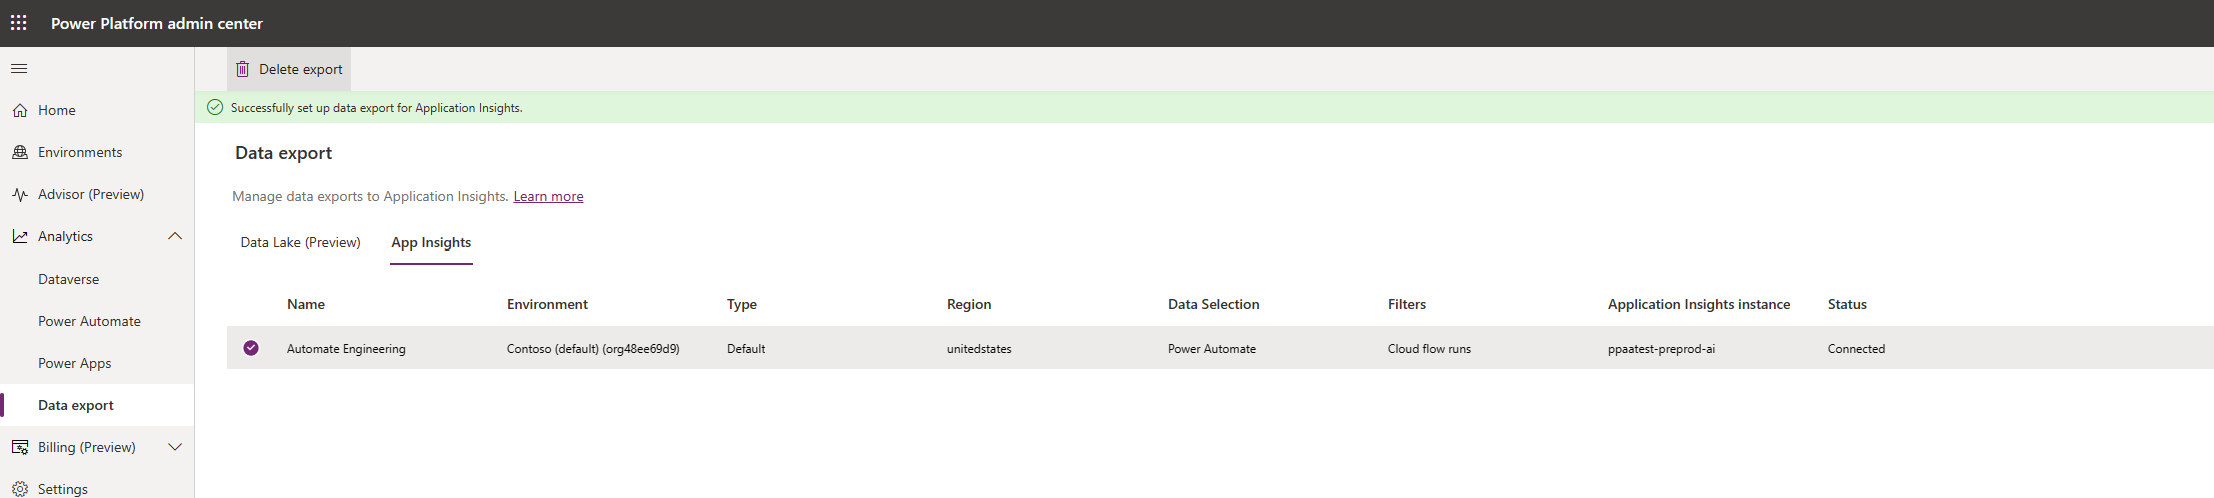 Power Platform admin center
Delete export
Successfully set up data export for Application Insights.
Home
Environments
Advisor (Preview)
Analytics
Dataverse
Power Automate
Power Apps
Data export
Billing (Preview)
Settings
Data export
Manage data exports to Application Insights. Learn more
Data Lake (Preview) App Insights
Name Environment Type Region Data Selection Filters Application Insights instance Status
Automate Engineering Contoso (default) (org48ee69d9) Default unitedstates Power Automate Cloud flow runs ppaatest-preprod-ai Connected